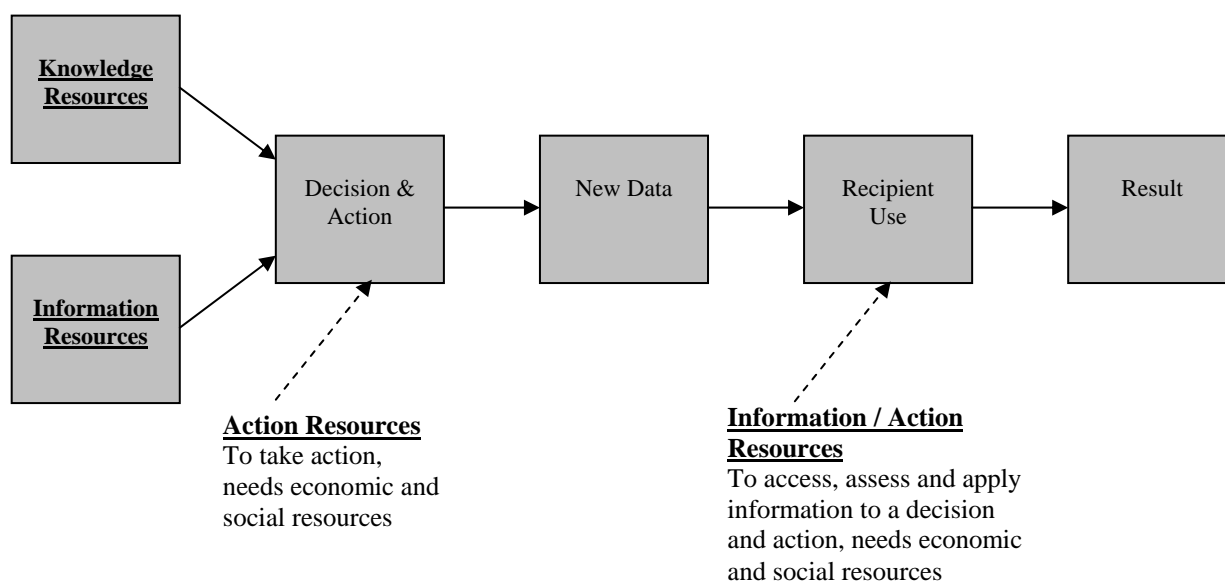 Knowledge
Resources
Decision &
Action
New Data
Recipient
Use
Result
Information
Resources
Action Resources
To take action,
needs economic and
social resources
Information / Action
Resources
To access, assess and apply
information to a decision
and action, needs economic
and social resources